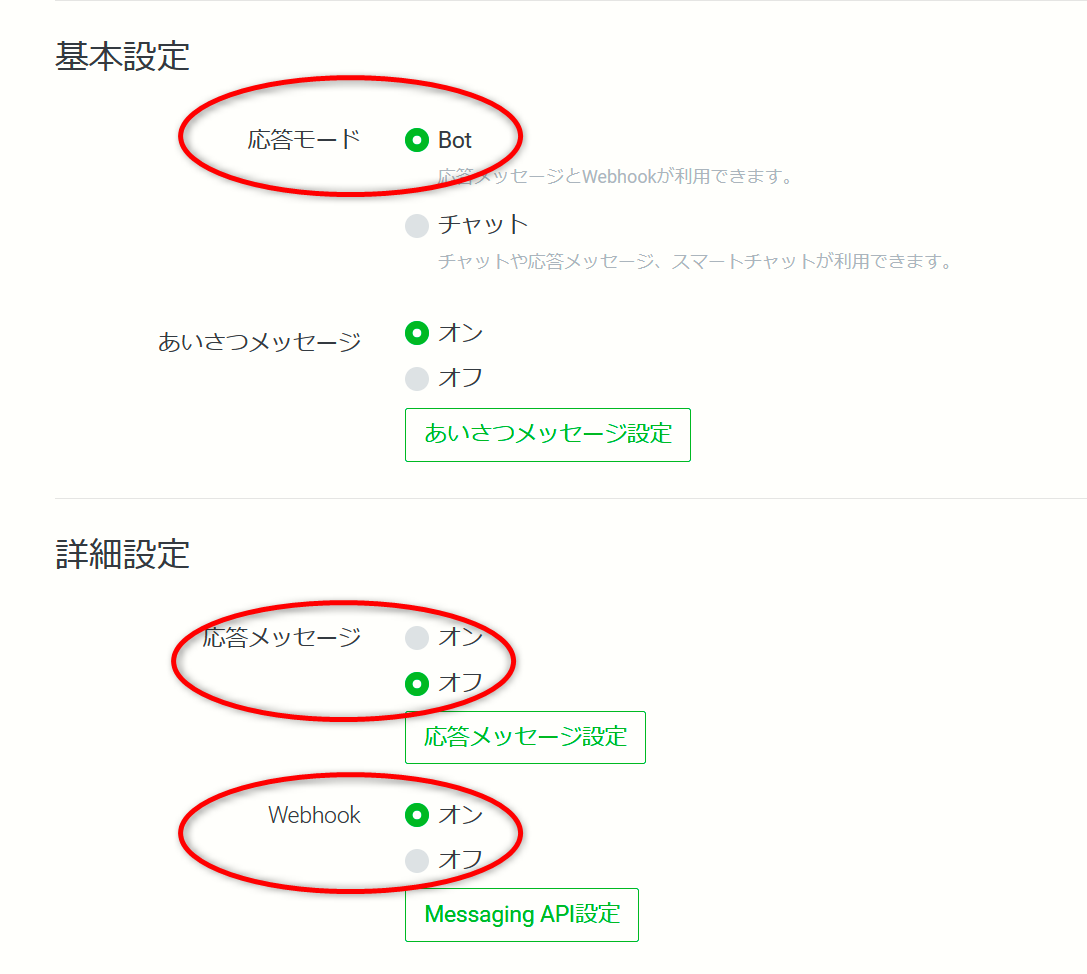 基本設定
応答モード Bot
応答メッセージとWebhookが利用できます。
チャット
チャットや応答メッセージ、スマートチャットが利用できます。
あいさつメッセージ オン
オフ
あいさつメッセージ設定
詳細設定
応答メッセージ オン
オフ
応答メッセージ設定
Webhook オン
オフ
Messaging API設定